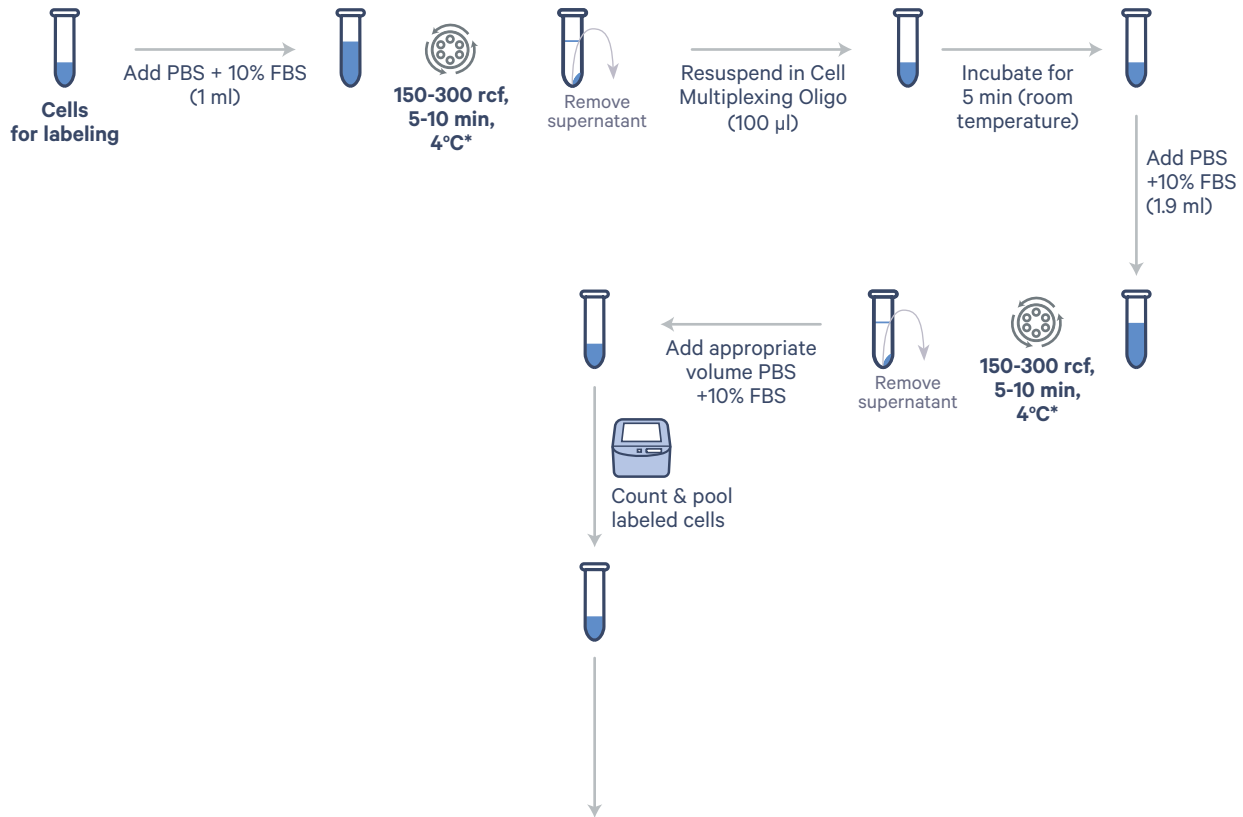 Cells
for labeling
Add PBS + 10% FBS
(1 ml)
150-300 rcf,
5-10 min,
4°C*
Remove
supernatant
Resuspend in Cell
Multiplexing Oligo
(100 µl)
Incubate for
5 min (room
temperature)
Add PBS
+10% FBS
(1.9 ml)
150-300 rcf,
5-10 min,
4°C*
Remove
supernatant
Add appropriate
volume PBS
+10% FBS
Count & pool
labeled cells